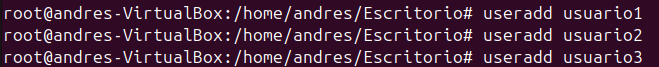 root@andres-VirtualBox:/home/andres/Escritorio# useradd usuario1
root@andres-VirtualBox:/home/andres/Escritorio# useradd usuario2
root@andres-VirtualBox:/home/andres/Escritorio# useradd usuario3